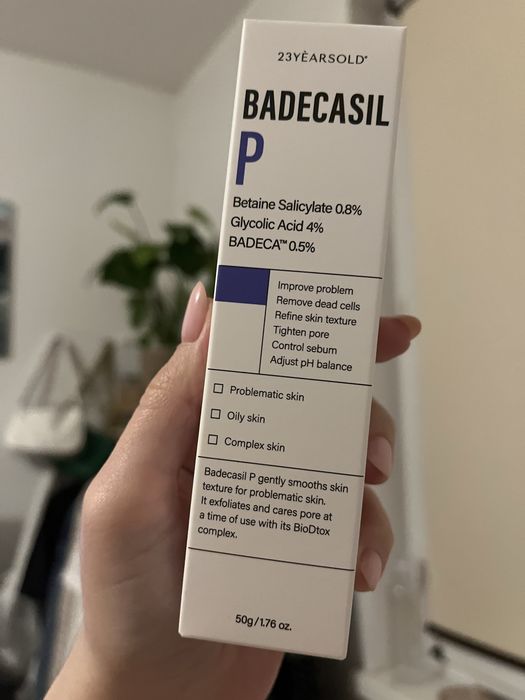 23YÈARSOLD®
BADECASIL
P
Betaine Salicylate 0.8%
Glycolic Acid 4%
BADECA™ 0.5%
Improve problem
Remove dead cells
Refine skin texture
Tighten pore
Control sebum
Adjust pH balance
Problematic skin
Oily skin
Complex skin
Badecasil P gently smooths skin
texture for problematic skin.
It exfoliates and cares pore at
a time of use with its BioDtox
complex.
50g/1.76 oz.